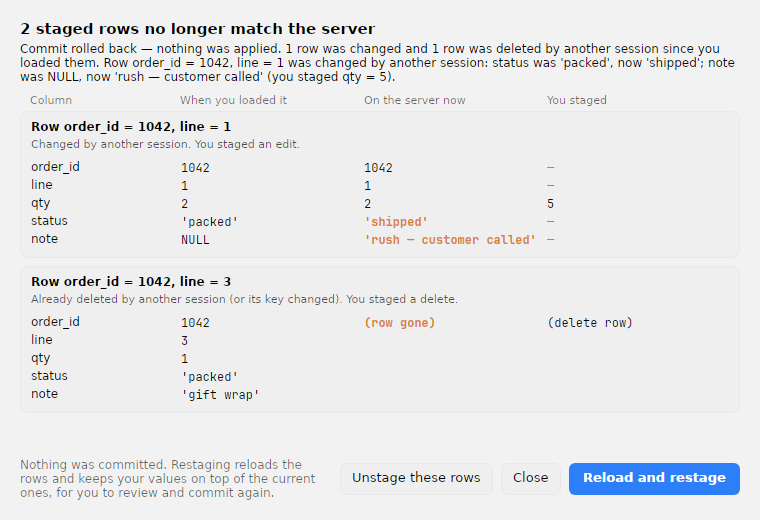 2 staged rows no longer match the server
Commit rolled back — nothing was applied. 1 row was changed and 1 row was deleted by another session since you
loaded them. Row order_id = 1042, line = 1 was changed by another session: status was 'packed', now 'shipped'; note
was NULL, now 'rush — customer called' (you staged qty = 5).
Column When you loaded it On the server now You staged
Row order_id = 1042, line = 1
Changed by another session. You staged an edit.
order_id 1042 1042 —
line 1 1 —
qty 2 2 5
status 'packed' 'shipped' —
note NULL 'rush — customer called' —
Row order_id = 1042, line = 3
Already deleted by another session (or its key changed). You staged a delete.
order_id 1042 (row gone) (delete row)
line 3
qty 1
status 'packed'
note 'gift wrap'
Nothing was committed. Restaging reloads the
rows and keeps your values on top of the current
ones, for you to review and commit again.
Unstage these rows Close Reload and restage